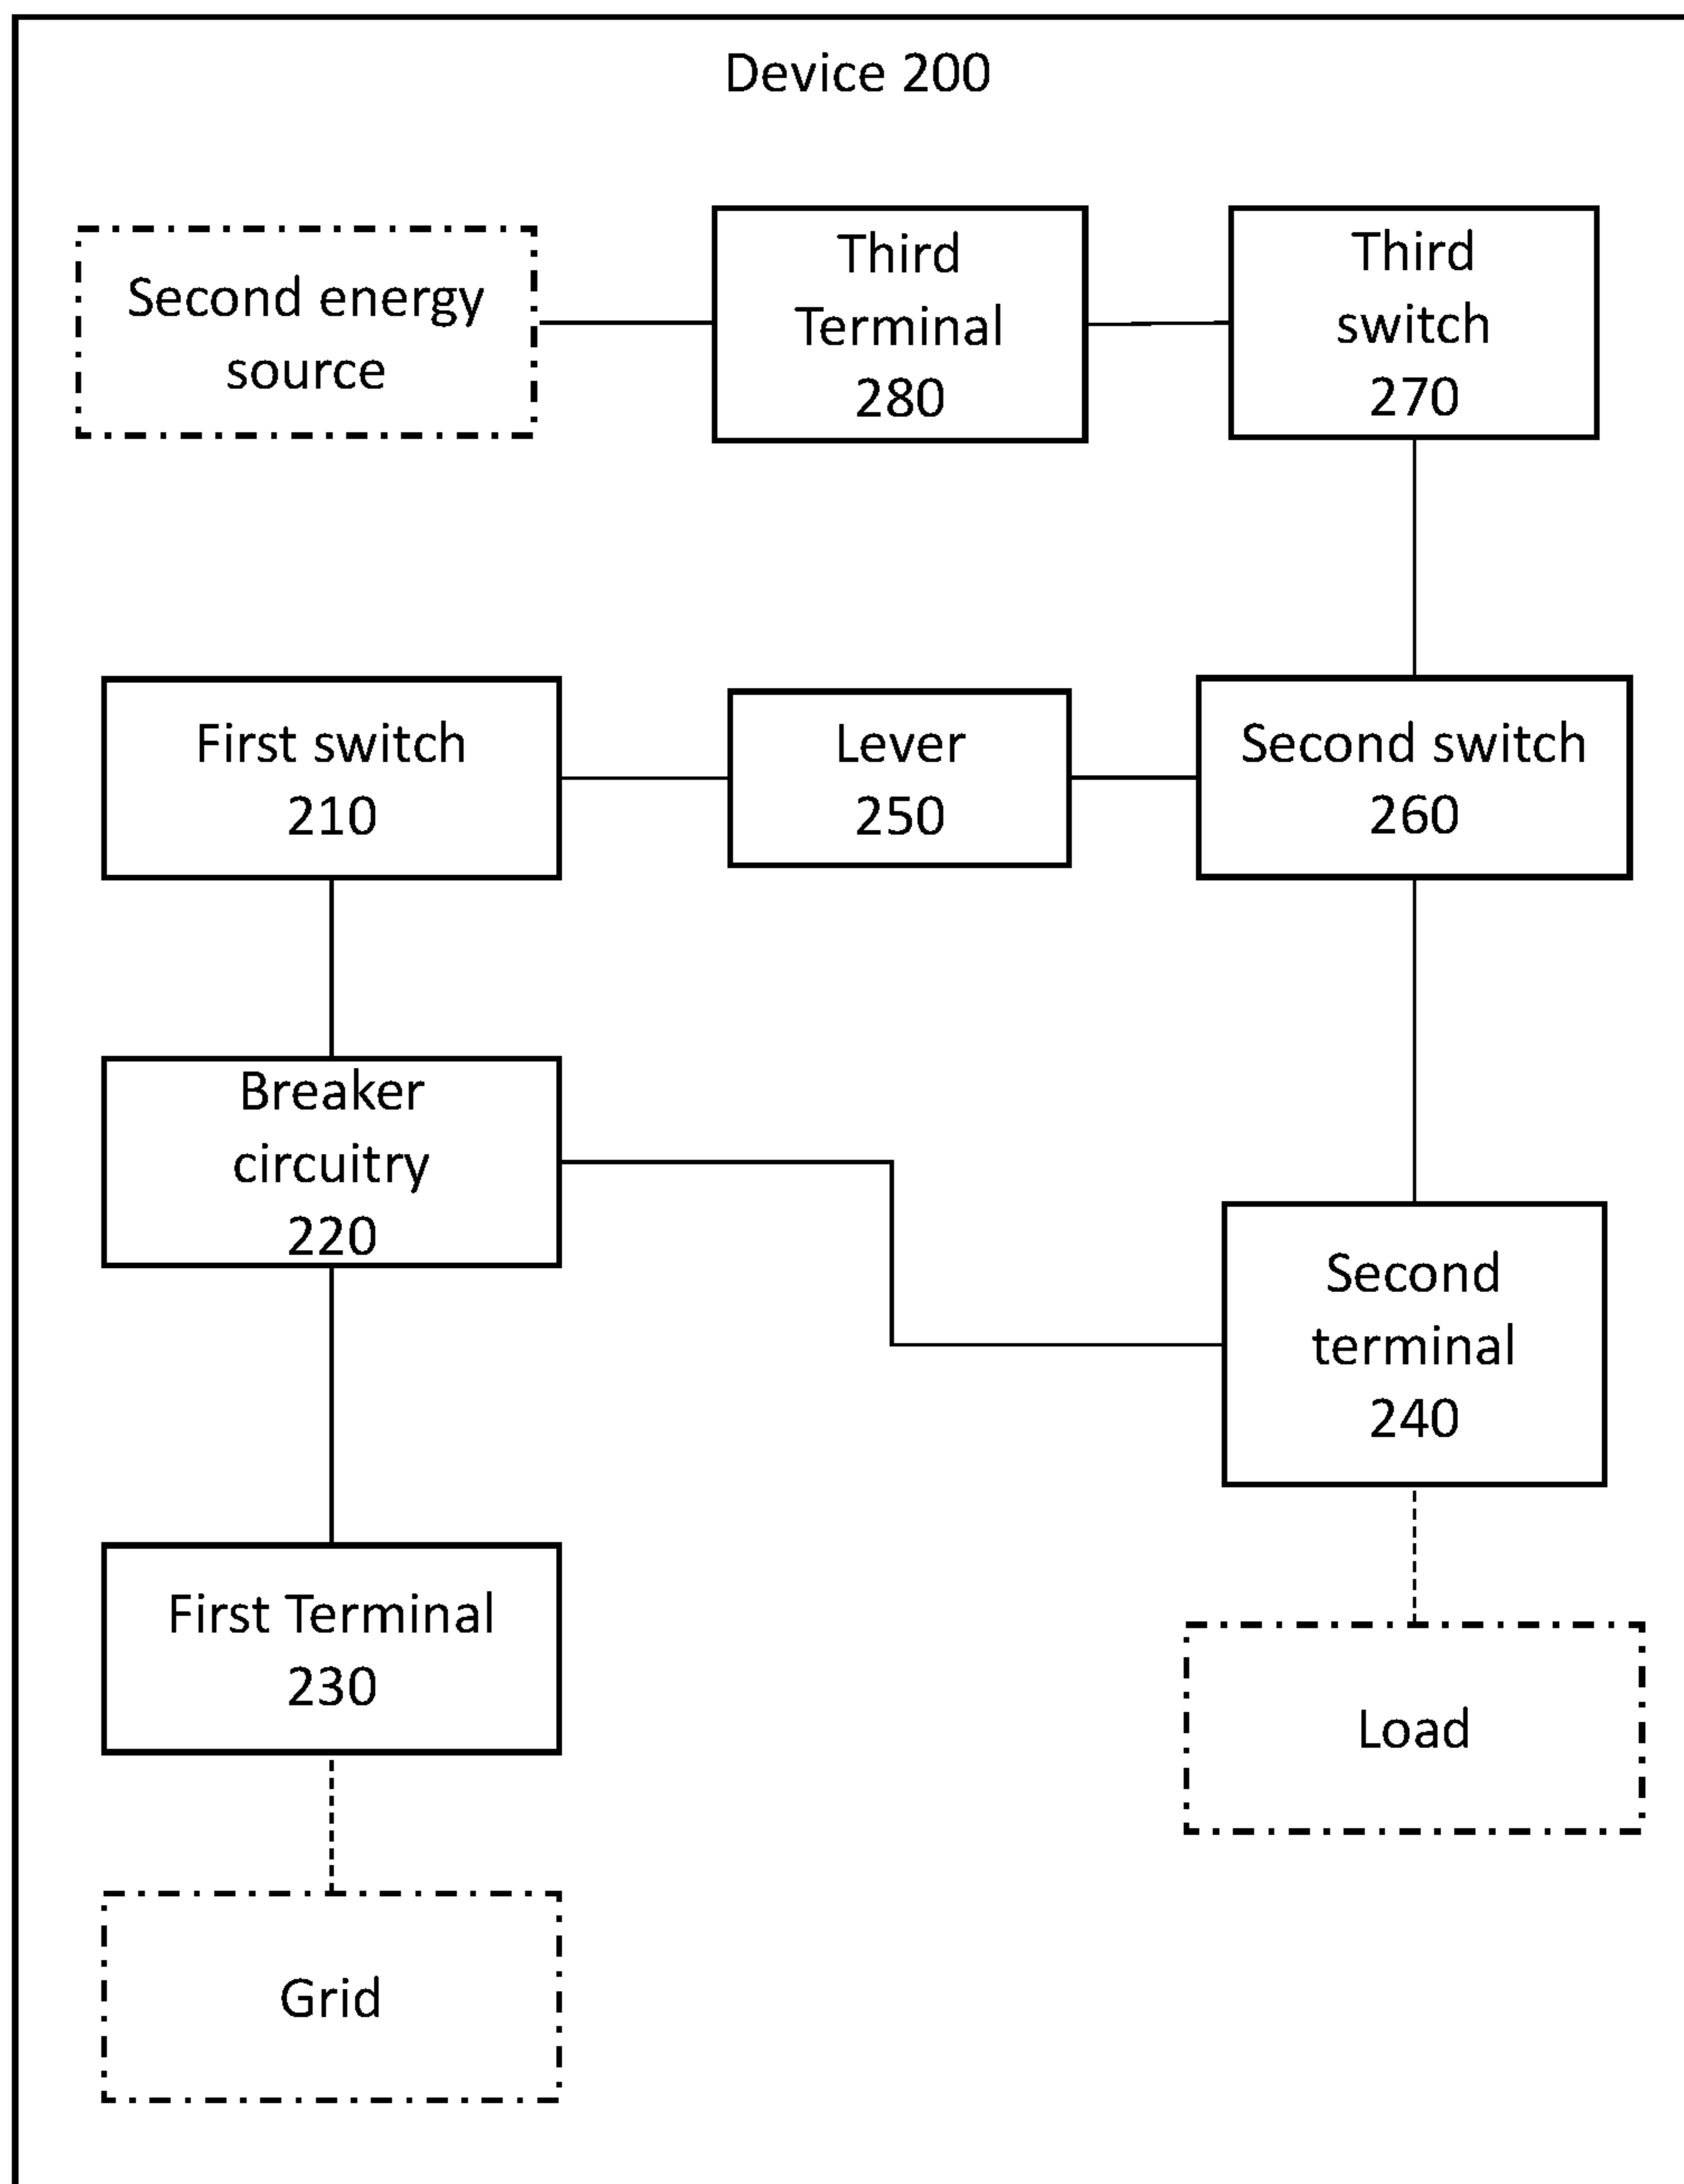 Device 200
Second energy
source
Third
Terminal
280
Third
switch
270
First switch
210
Lever
250
Second switch
260
Breaker
circuitry
220
Second
terminal
240
First Terminal
230
Load
Grid